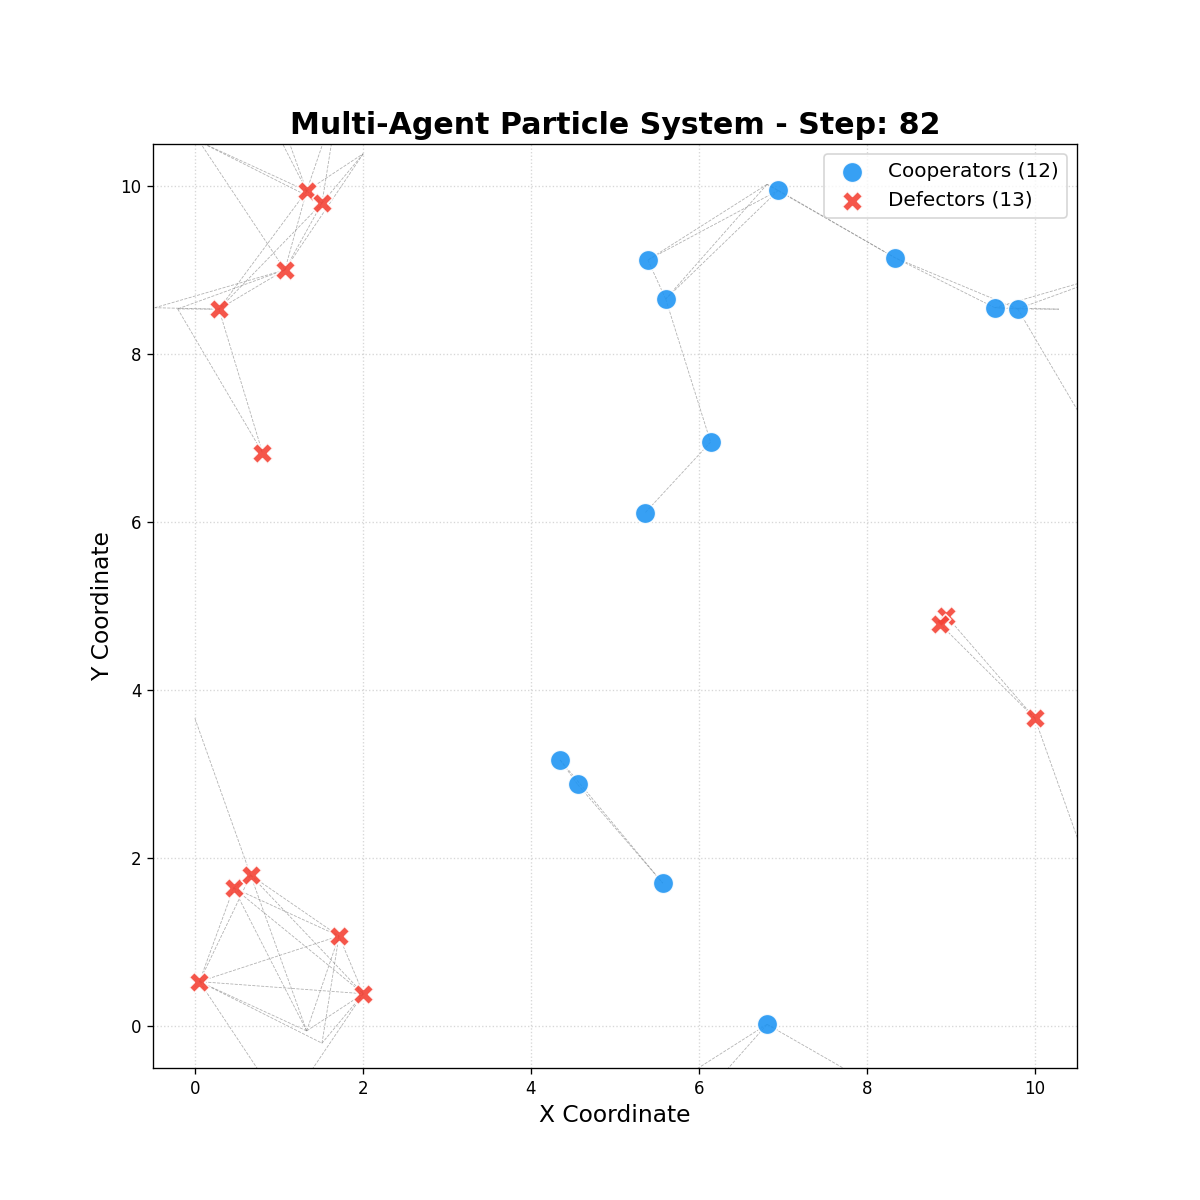 Multi-Agent Particle System - Step: 82
Cooperators (12)
Defectors (13)
Y Coordinate
10
8
6
4
2
0
0 2 4 6 8 10
X Coordinate